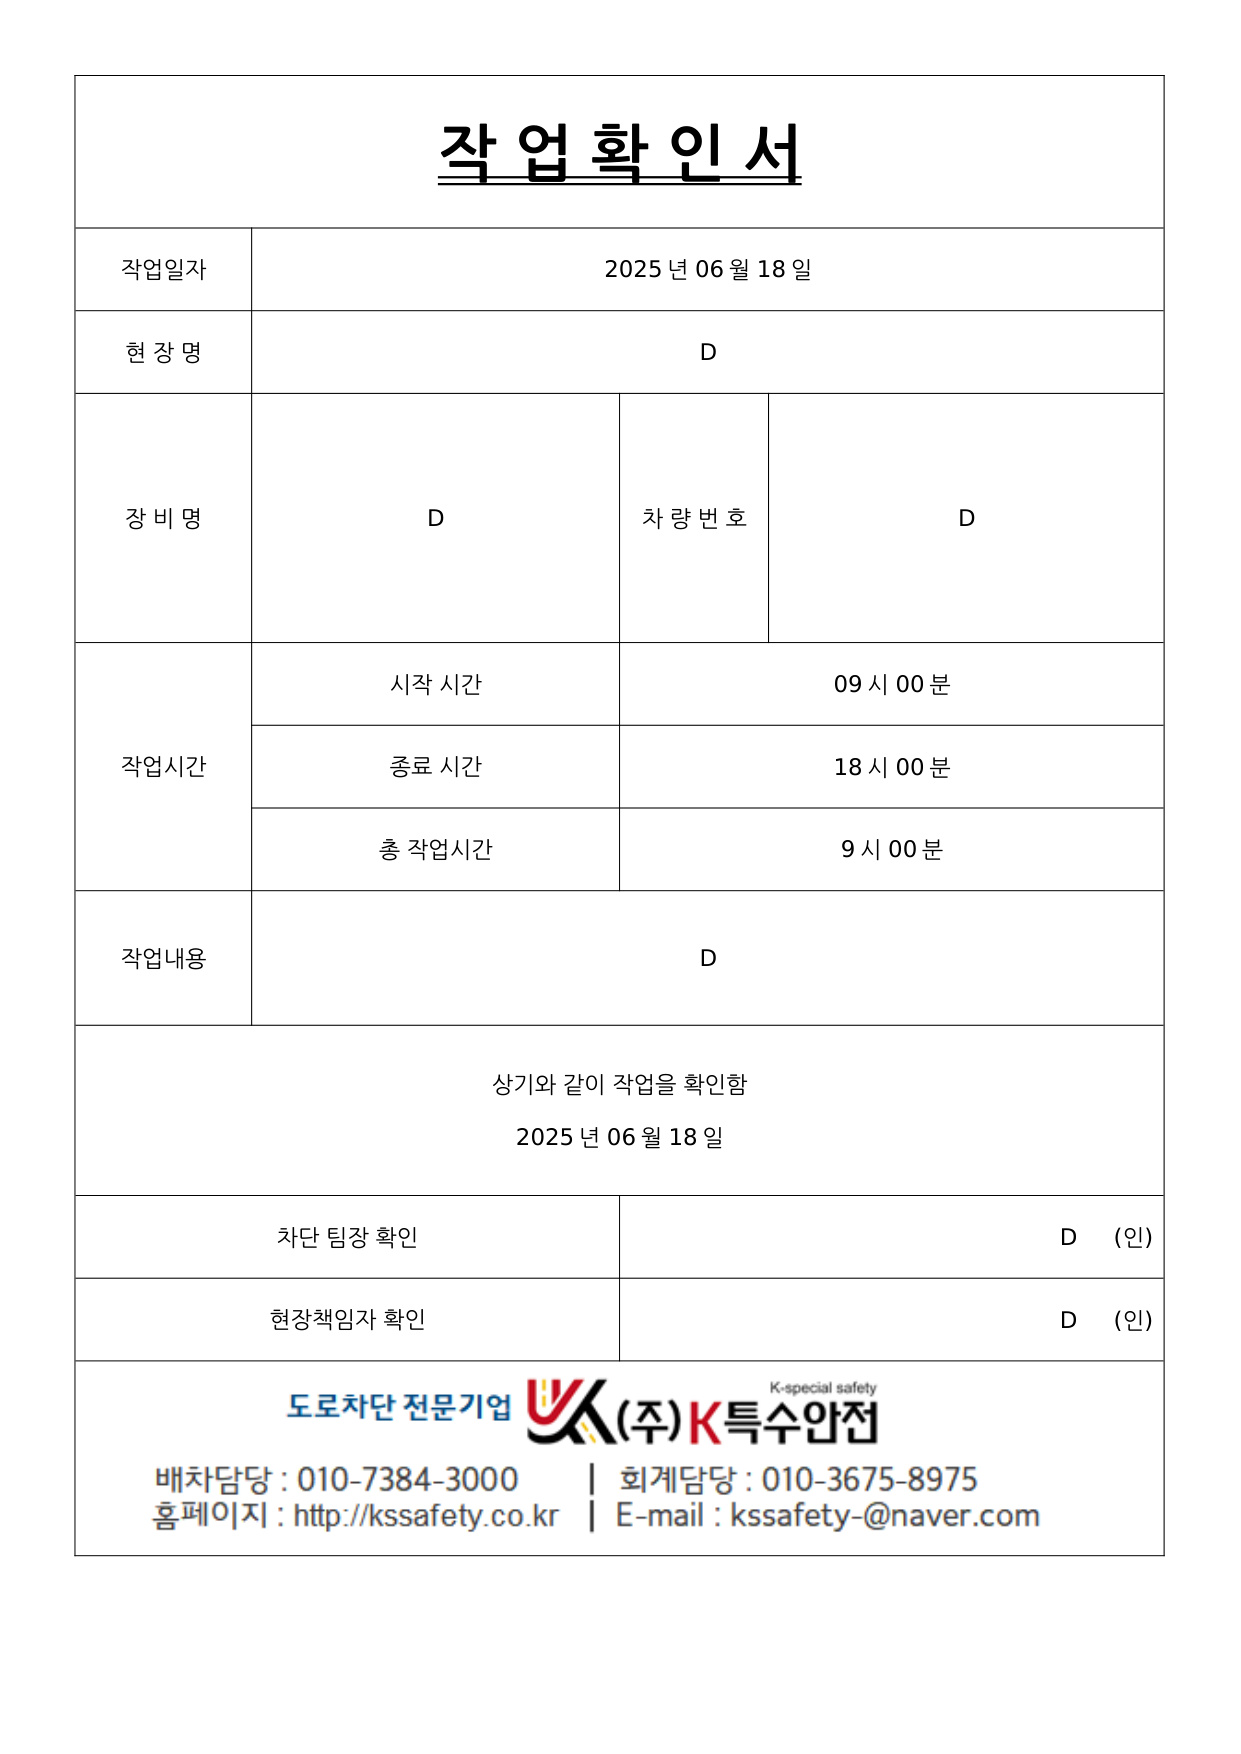 작 업 확 인 서
작업일자
2025 년 06 월 18 일
현 장 명
D
장 비 명
D
차 량 번 호
D
작업시간
시작 시간
09 시 00 분
종료 시간
18 시 00 분
총 작업시간
9 시 00 분
작업내용
D
상기와 같이 작업을 확인함
2025 년 06 월 18 일
차단 팀장 확인
D (인)
현장책임자 확인
D (인)
도로차단 전문기업
K-special safety
(주)K특수안전
배차담당 : 010-7384-3000 | 회계담당 : 010-3675-8975
홈페이지 : http://kssafety.co.kr | E-mail : kssafety-@naver.com